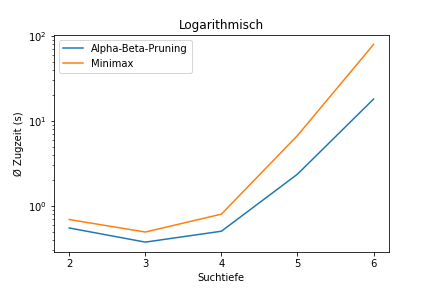 Logarithmisch
Alpha-Beta-Pruning
Minimax
Ø Zugzeit (s)
10²
10¹
10⁰
2 3 4 5 6
Suchtiefe